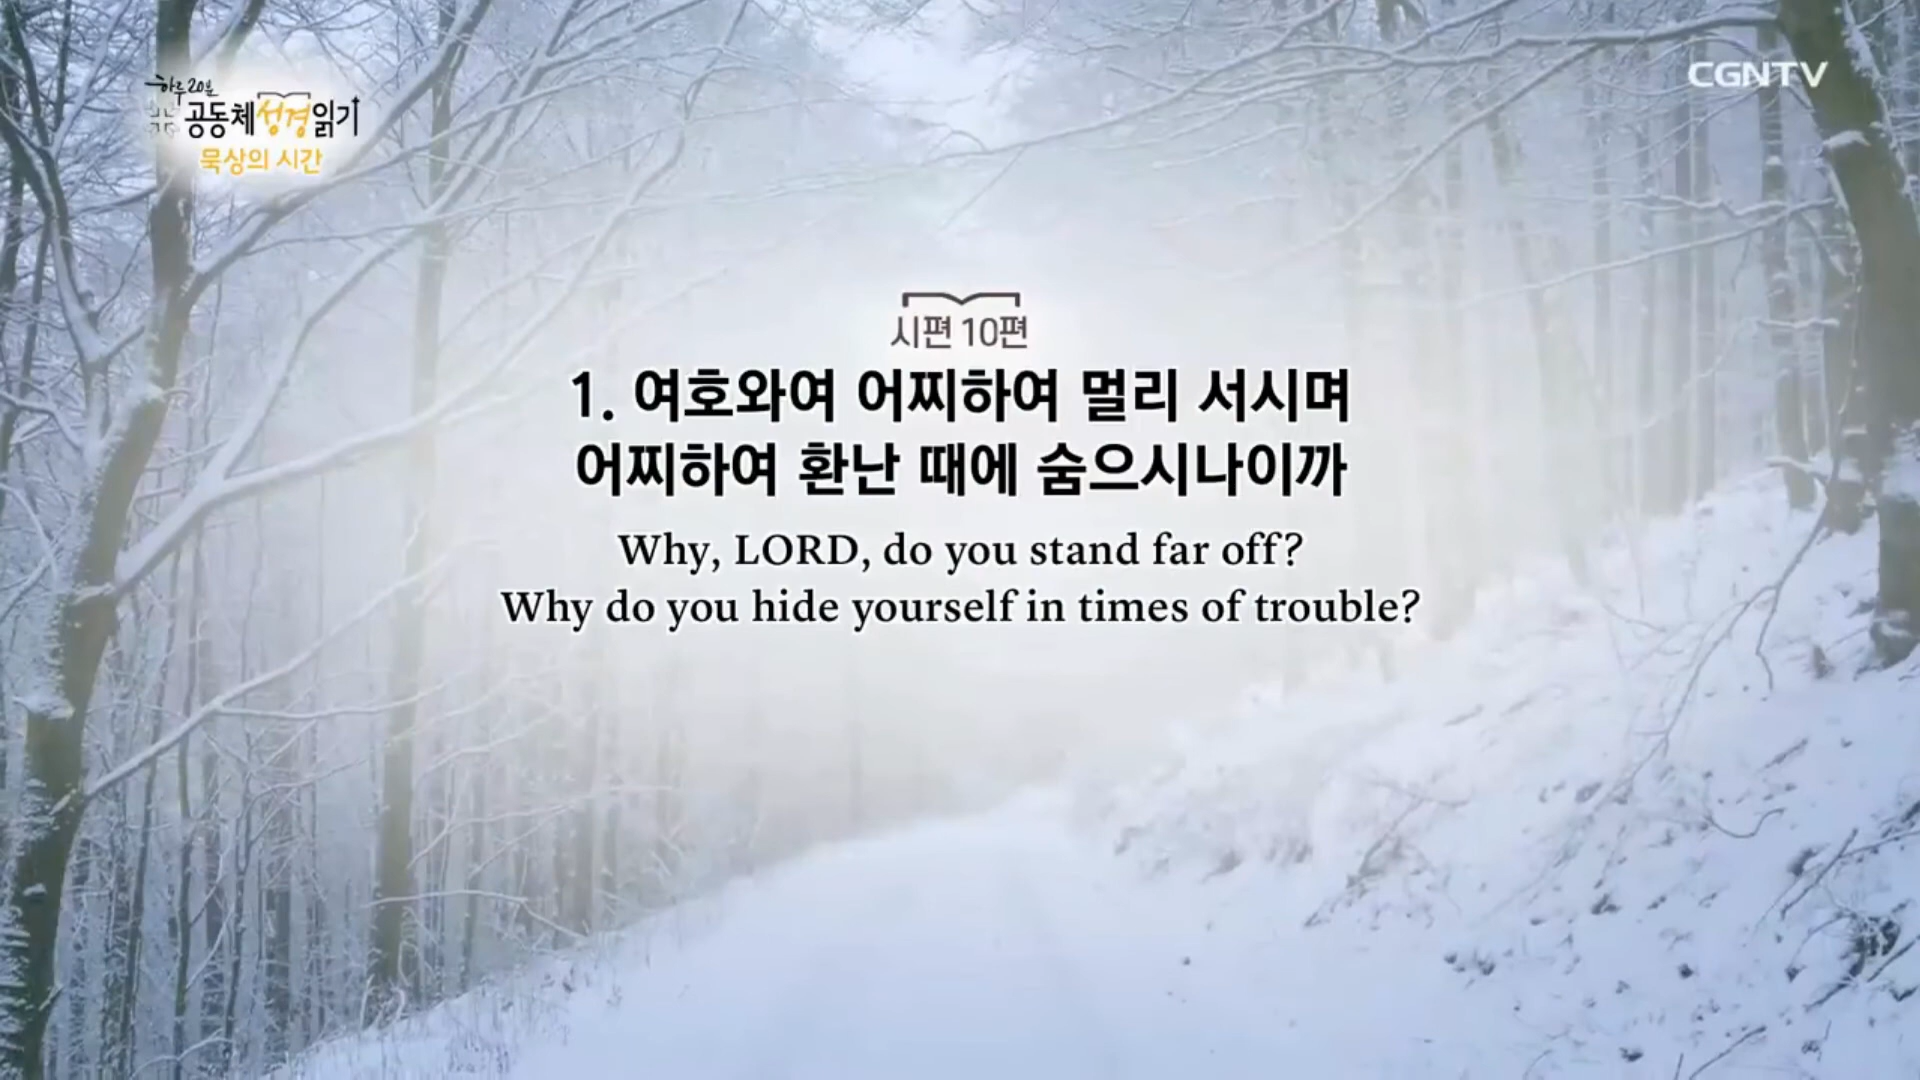 하루 20분
공동체성경읽기
묵상의 시간
CGNTV
시편 10편
1. 여호와여 어찌하여 멀리 서시며
어찌하여 환난 때에 숨으시나이까
Why, LORD, do you stand far off?
Why do you hide yourself in times of trouble?